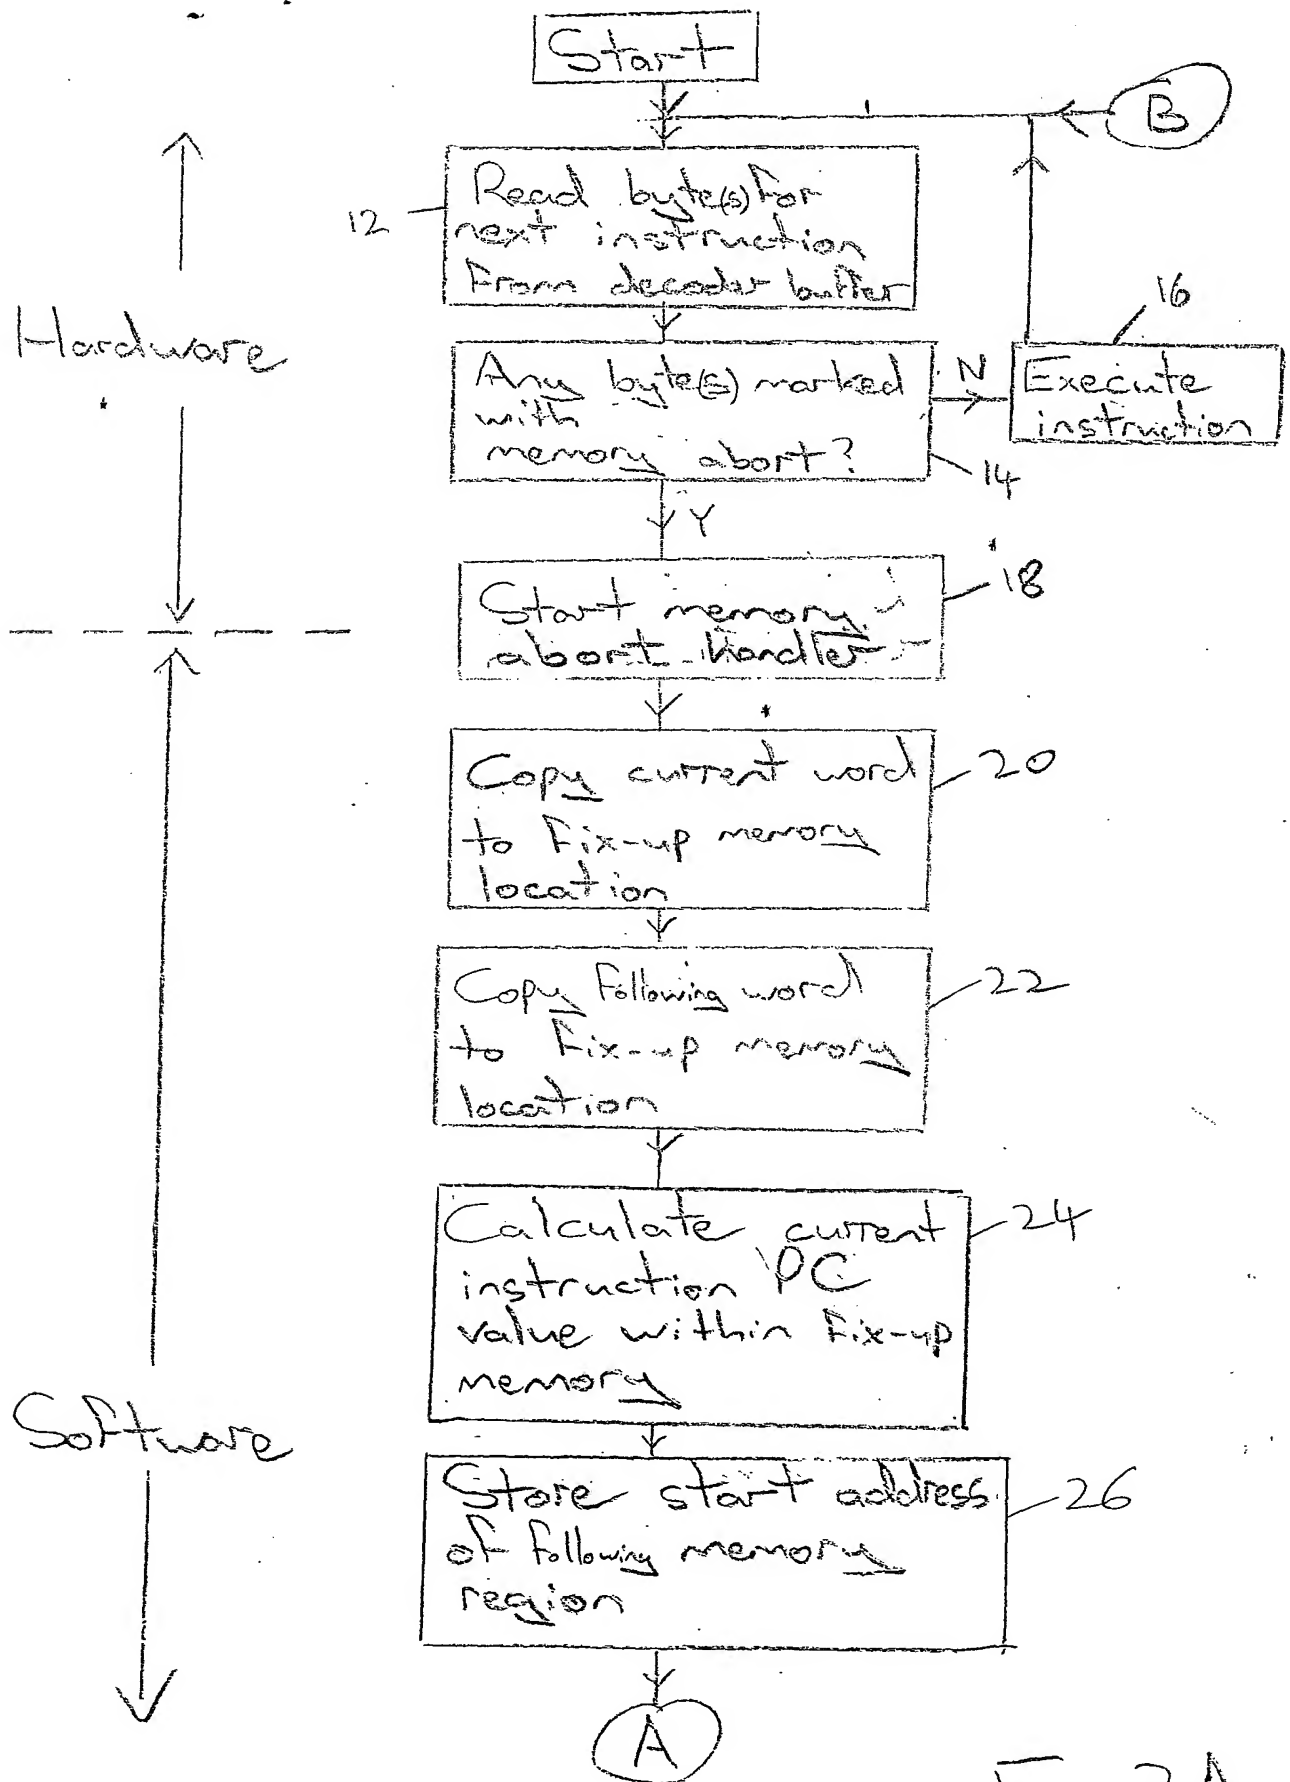 Start
B
12
Read byte(s) for
next instruction
from decoder buffer
16
Hardware
Any byte(s) marked
with
memory abort?
N
Execute
instruction
14
Y
18
Start memory
abort handler
20
Copy current word
to fix-up memory
location
22
Copy following word
to fix-up memory
location
24
Calculate current
instruction PC
value within fix-up
memory
Software
26
Store start address
of following memory
region
A